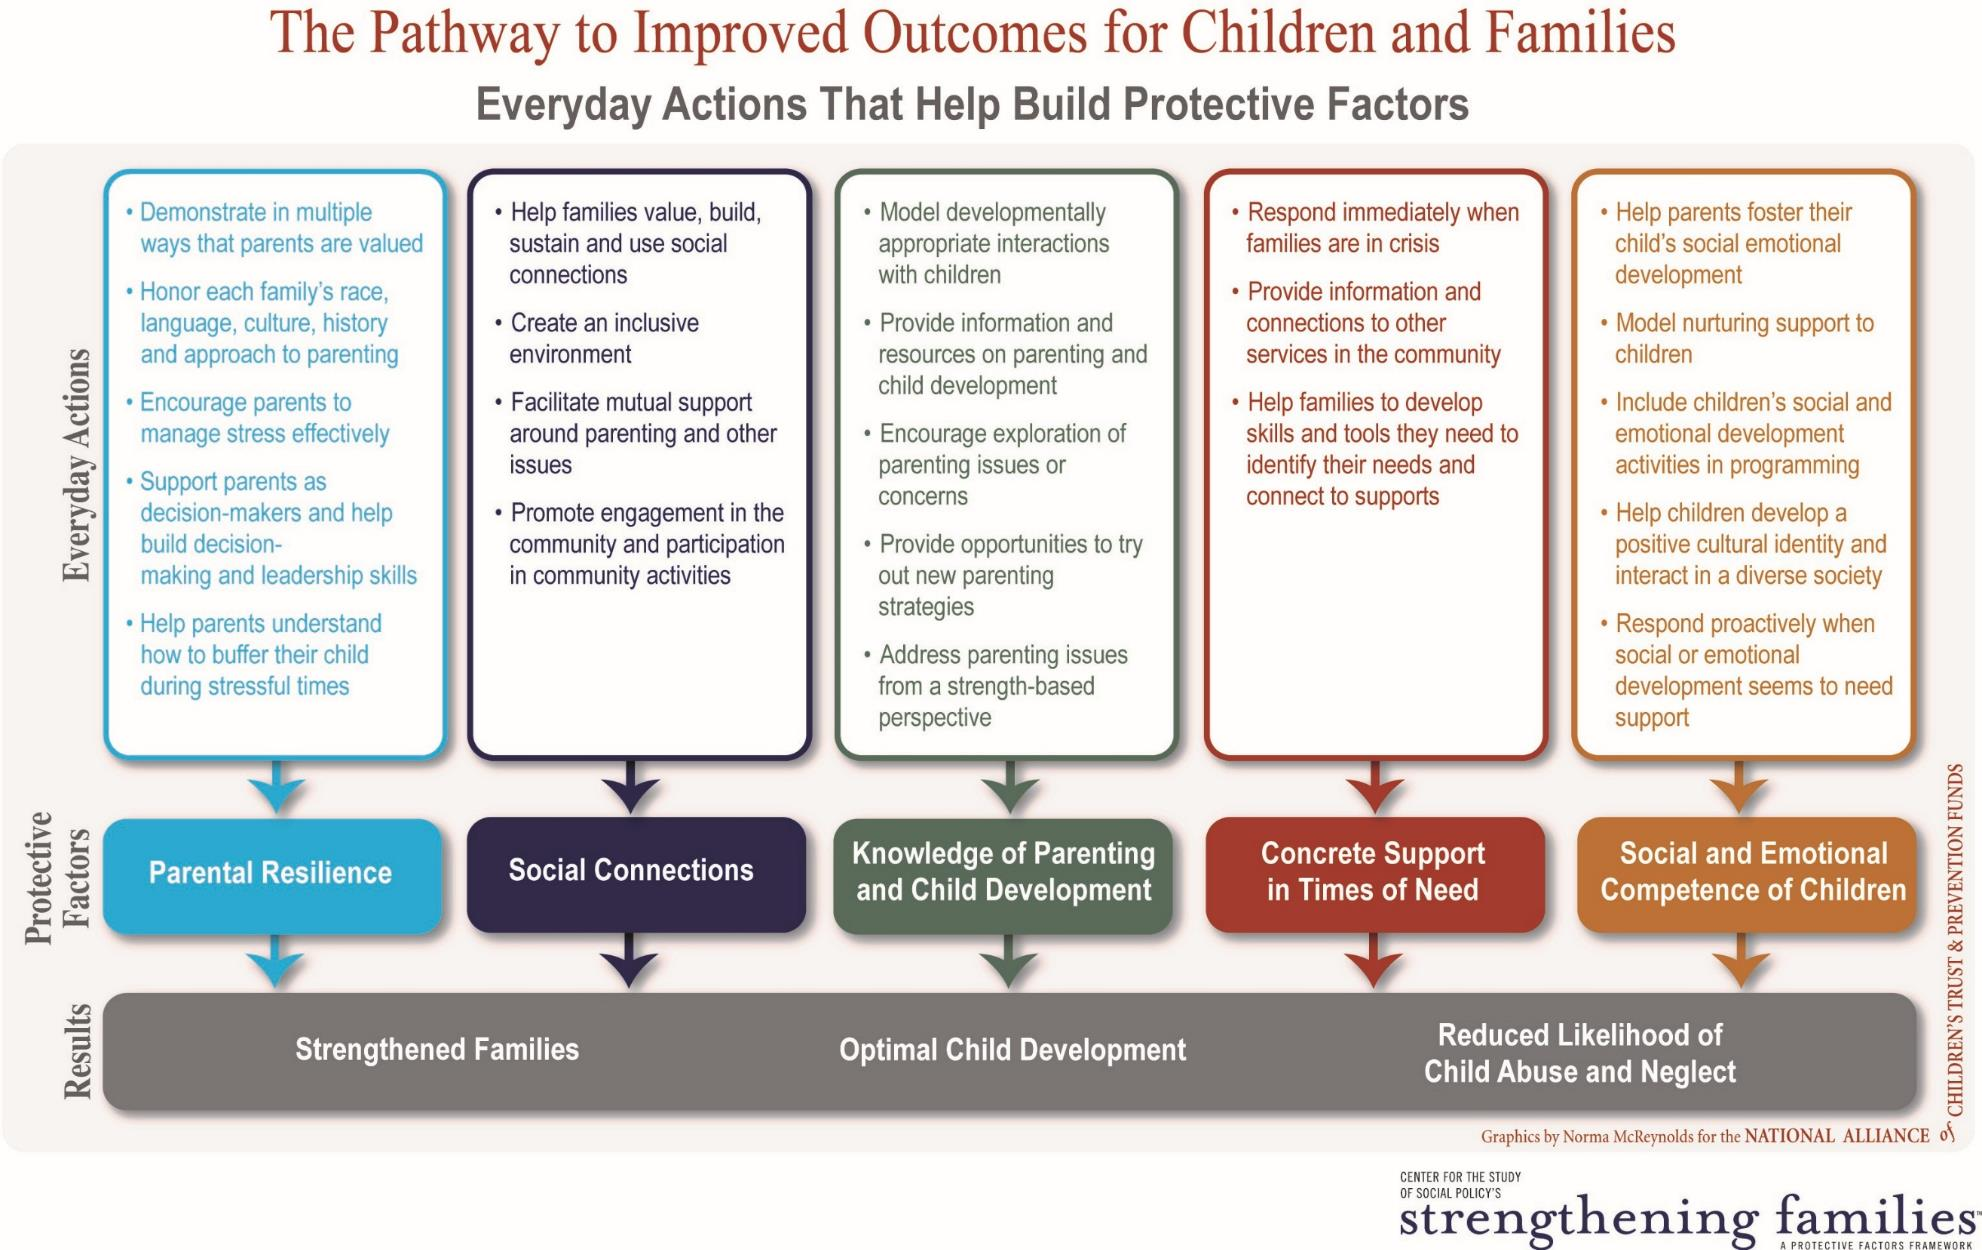 The Pathway to Improved Outcomes for Children and Families
Everyday Actions That Help Build Protective Factors
Everyday Actions
• Demonstrate in multiple
ways that parents are valued
• Honor each family's race,
language, culture, history
and approach to parenting
• Encourage parents to
manage stress effectively
• Support parents as
decision-makers and help
build decision-
making and leadership skills
• Help parents understand
how to buffer their child
during stressful times
• Help families value, build,
sustain and use social
connections
• Create an inclusive
environment
• Facilitate mutual support
around parenting and other
issues
• Promote engagement in the
community and participation
in community activities
• Model developmentally
appropriate interactions
with children
• Provide information and
resources on parenting and
child development
• Encourage exploration of
parenting issues or
concerns
• Provide opportunities to try
out new parenting
strategies
• Address parenting issues
from a strength-based
perspective
• Respond immediately when
families are in crisis
• Provide information and
connections to other
services in the community
• Help families to develop
skills and tools they need to
identify their needs and
connect to supports
• Help parents foster their
child's social emotional
development
• Model nurturing support to
children
• Include children's social and
emotional development
activities in programming
• Help children develop a
positive cultural identity and
interact in a diverse society
• Respond proactively when
social or emotional
development seems to need
support
Protective
Factors
Parental Resilience
Social Connections
Knowledge of Parenting
and Child Development
Concrete Support
in Times of Need
Social and Emotional
Competence of Children
Results
Strengthened Families
Optimal Child Development
Reduced Likelihood of
Child Abuse and Neglect
Graphics by Norma McReynolds for the NATIONAL ALLIANCE of
CHILDREN'S TRUST & PREVENTION FUNDS
CENTER FOR THE STUDY
OF SOCIAL POLICY'S
strengthening families™
A PROTECTIVE FACTORS FRAMEWORK